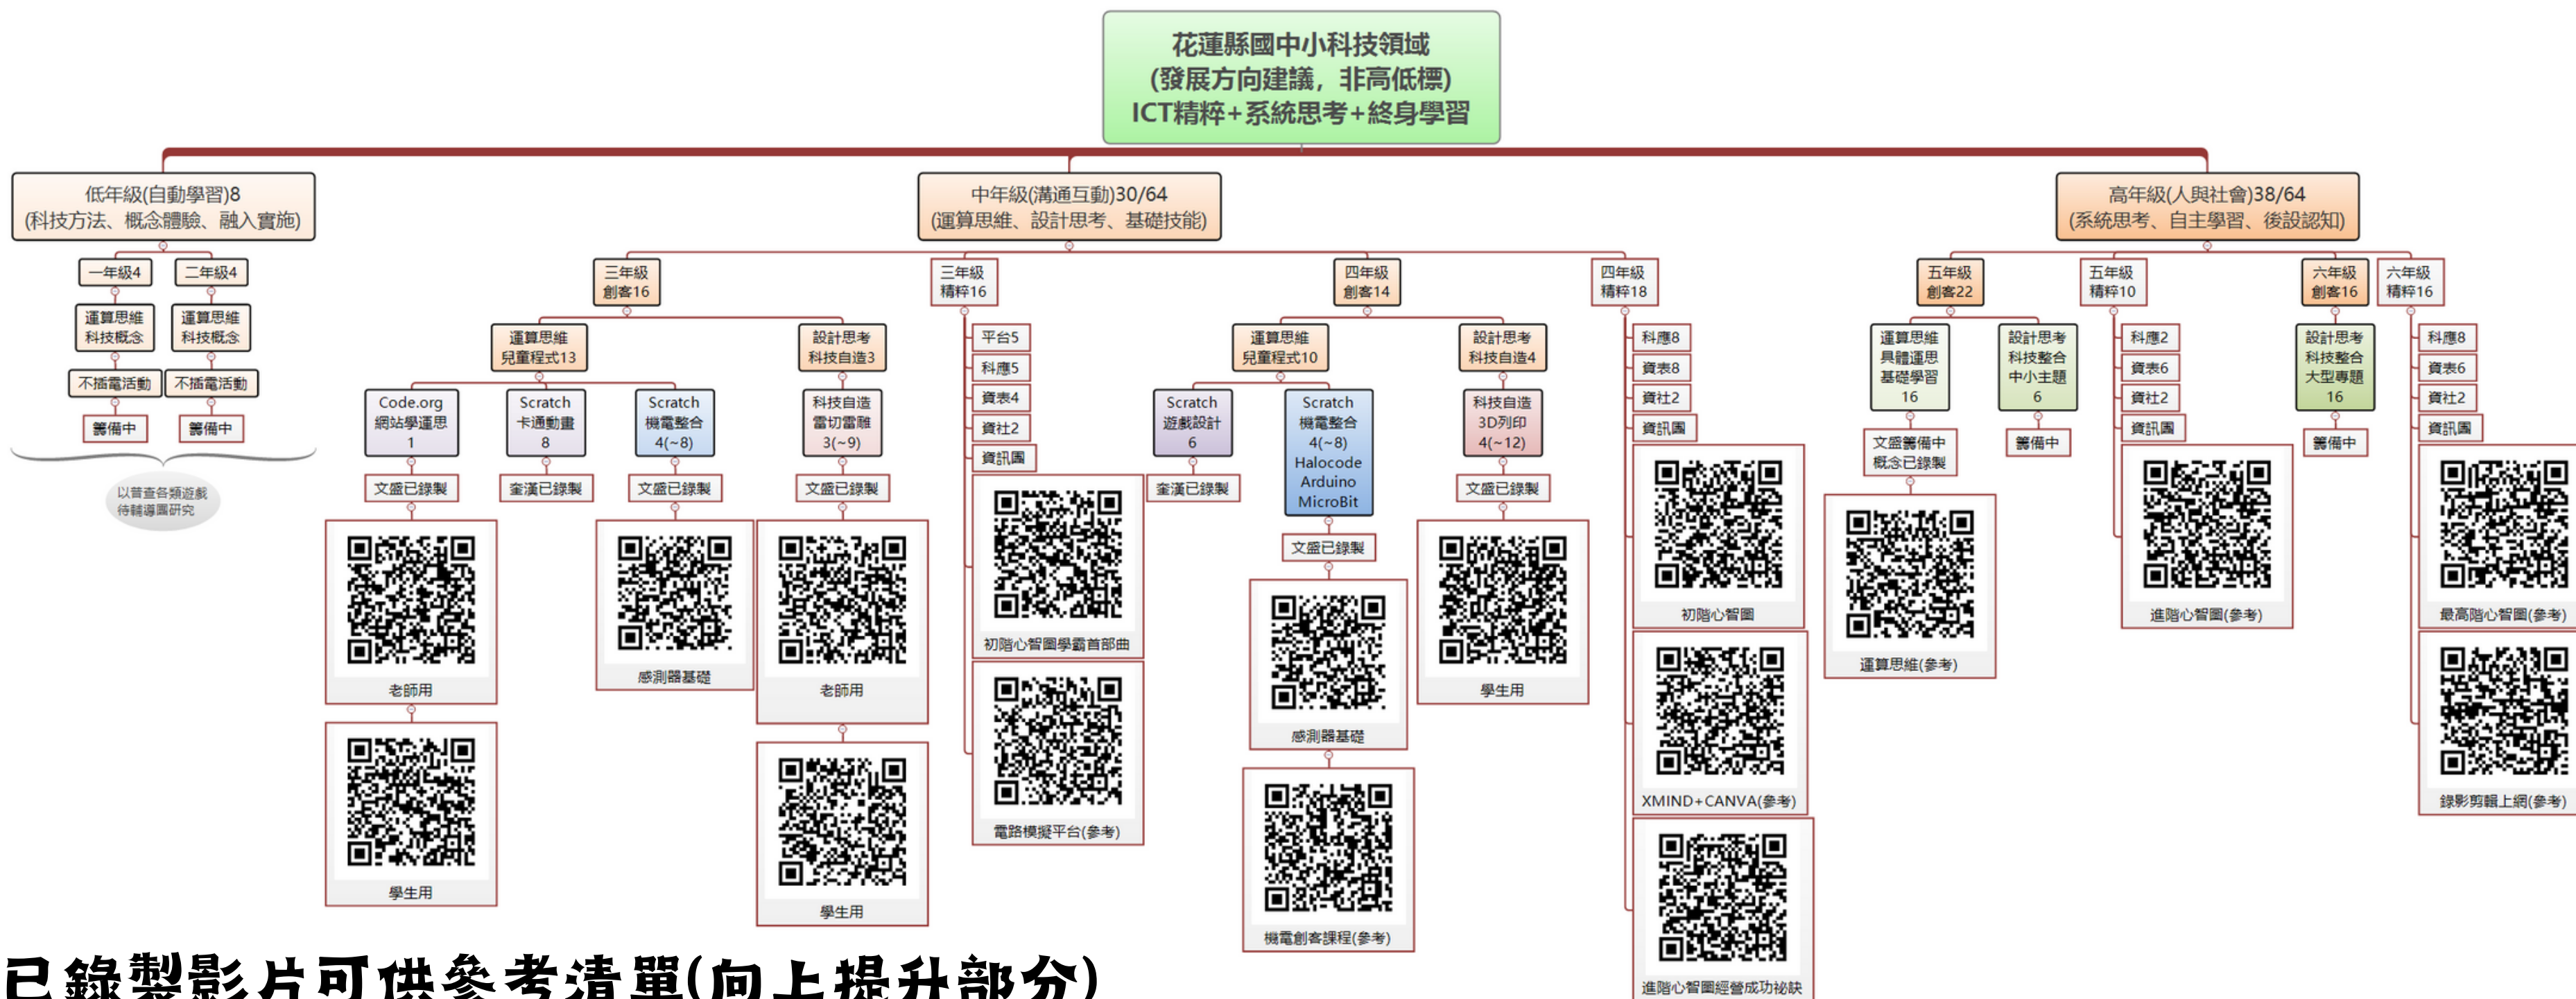 花蓮縣國中小科技領域
(發展方向建議，非高低標)
ICT精粹+系統思考+終身學習
低年級(自動學習)8
(科技方法、概念體驗、融入實施)
一年級4
運算思維
科技概念
不插電活動
籌備中
二年級4
運算思維
科技概念
不插電活動
籌備中
以普查各類遊戲
待輔導團研究
中年級(溝通互動)30/64
(運算思維、設計思考、基礎技能)
三年級
創客16
運算思維
兒童程式13
Code.org
網站學運思
1
文盛已錄製
老師用
學生用
Scratch
卡通動畫
8
奎漢已錄製
Scratch
機電整合
4(~8)
文盛已錄製
感測器基礎
設計思考
科技自造3
科技自造
雷切雷雕
3(~9)
文盛已錄製
老師用
學生用
三年級
精粹16
平台5
科應5
資表4
資社2
資訊團
初階心智圖學霸首部曲
電路模擬平台(參考)
四年級
創客14
運算思維
兒童程式10
Scratch
遊戲設計
6
奎漢已錄製
Scratch
機電整合
4(~8)
Halocode
Arduino
MicroBit
文盛已錄製
感測器基礎
機電創客課程(參考)
設計思考
科技自造4
科技自造
3D列印
4(~12)
文盛已錄製
學生用
四年級
精粹18
科應8
資表8
資社2
資訊團
初階心智圖
XMIND+CANVA(參考)
進階心智圖經營成功祕訣
高年級(人與社會)38/64
(系統思考、自主學習、後設認知)
五年級
創客22
運算思維
具體運思
基礎學習
16
文盛籌備中
概念已錄製
運算思維(參考)
設計思考
科技整合
中小主題
6
籌備中
五年級
精粹10
科應2
資表6
資社2
資訊團
進階心智圖(參考)
六年級
創客16
設計思考
科技整合
大型專題
16
籌備中
六年級
精粹16
科應8
資表6
資社2
資訊團
最高階心智圖(參考)
錄影剪輯上網(參考)
已錄製影片可供參考清單(向上提升部分)